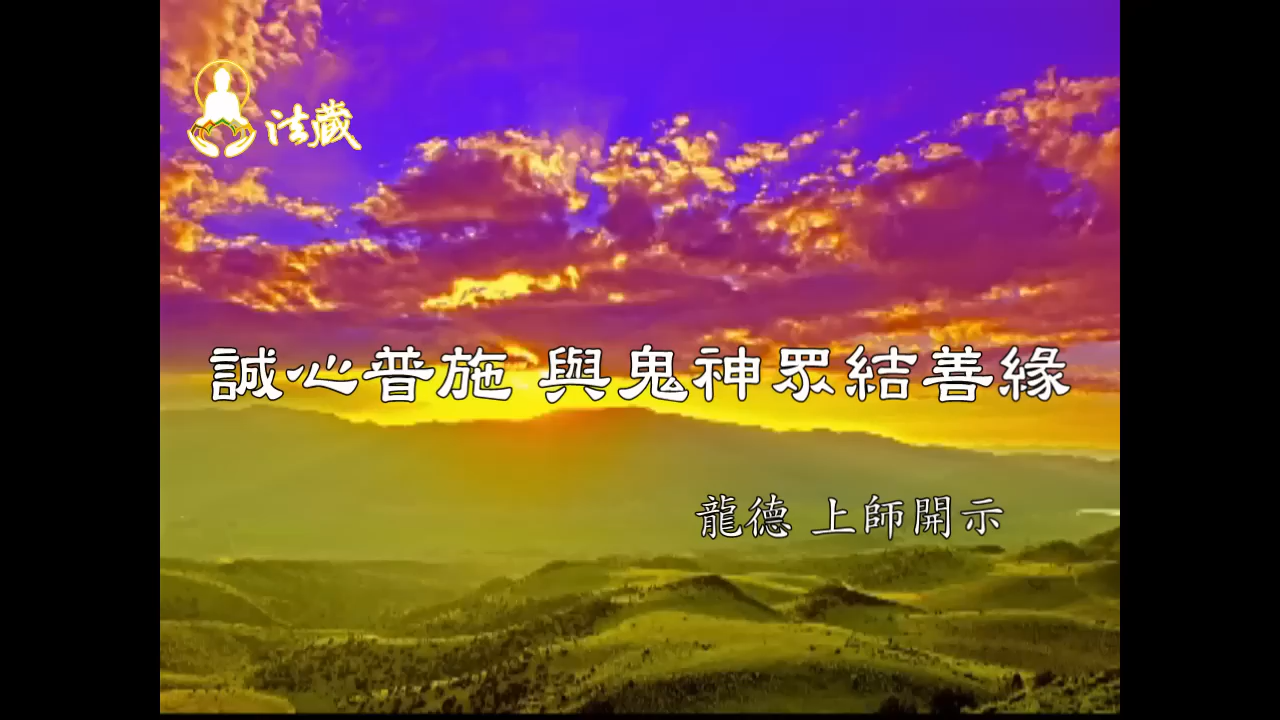 法藏
誠心普施 與鬼神眾結善緣
龍德 上師開示